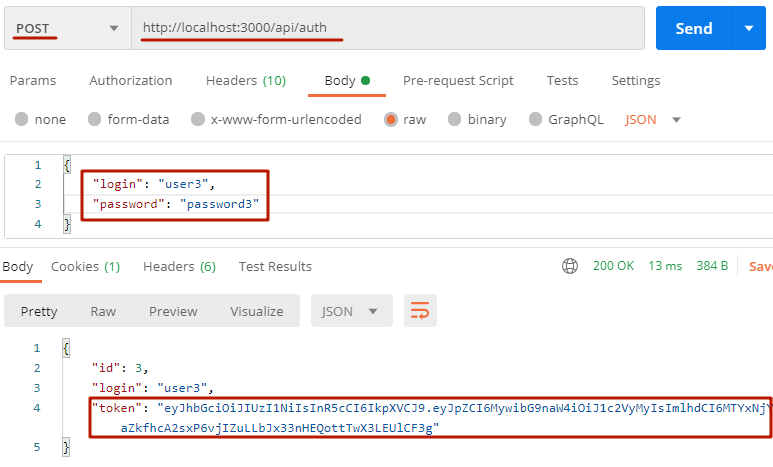 POST http://localhost:3000/api/auth Send
Params Authorization Headers (10) Body Pre-request Script Tests Settings
none form-data x-www-form-urlencoded raw binary GraphQL JSON
1 {
2 "login": "user3",
3 "password": "password3"
4 }
Body Cookies (1) Headers (6) Test Results 200 OK 13 ms 384 B Save
Pretty Raw Preview Visualize JSON
1 {
2 "id": 3,
3 "login": "user3",
4 "token": "eyJhbGciOiJIUzI1NiIsInR5cCI6IkpXVCJ9.eyJpZCI6MywibG9naW4iOiJ1c2VyMyIsImlhdCI6MTYxNjY
aZkfhcA2sxP6vjIZuLLbJx33nHEQottTwX3LEUlCF3g"
5 }